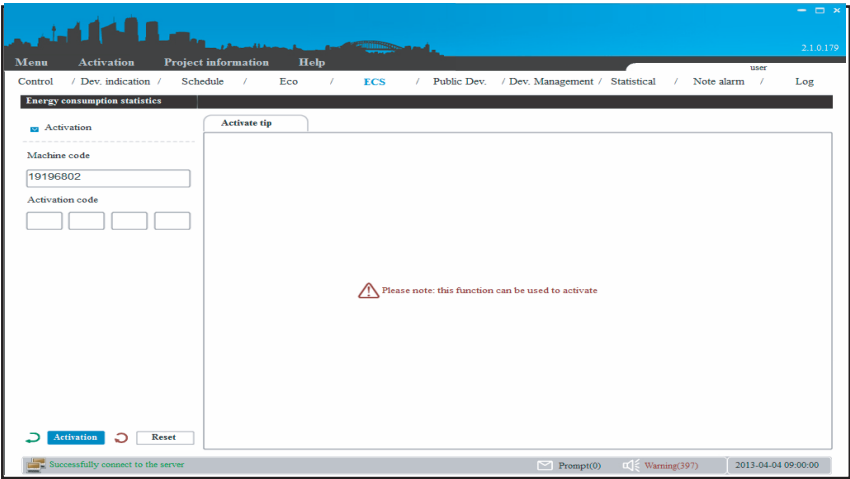 2.1.0.179
Menu Activation Project information Help
user
Control / Dev. indication / Schedule / Eco / ECS / Public Dev. / Dev. Management / Statistical / Note alarm / Log
Energy consumption statistics
Activation
Activate tip
Machine code
19196802
Activation code
Please note: this function can be used to activate
Activation Reset
Successfully connect to the server Prompt(0) Warning(397) 2013-04-04 09:00:00